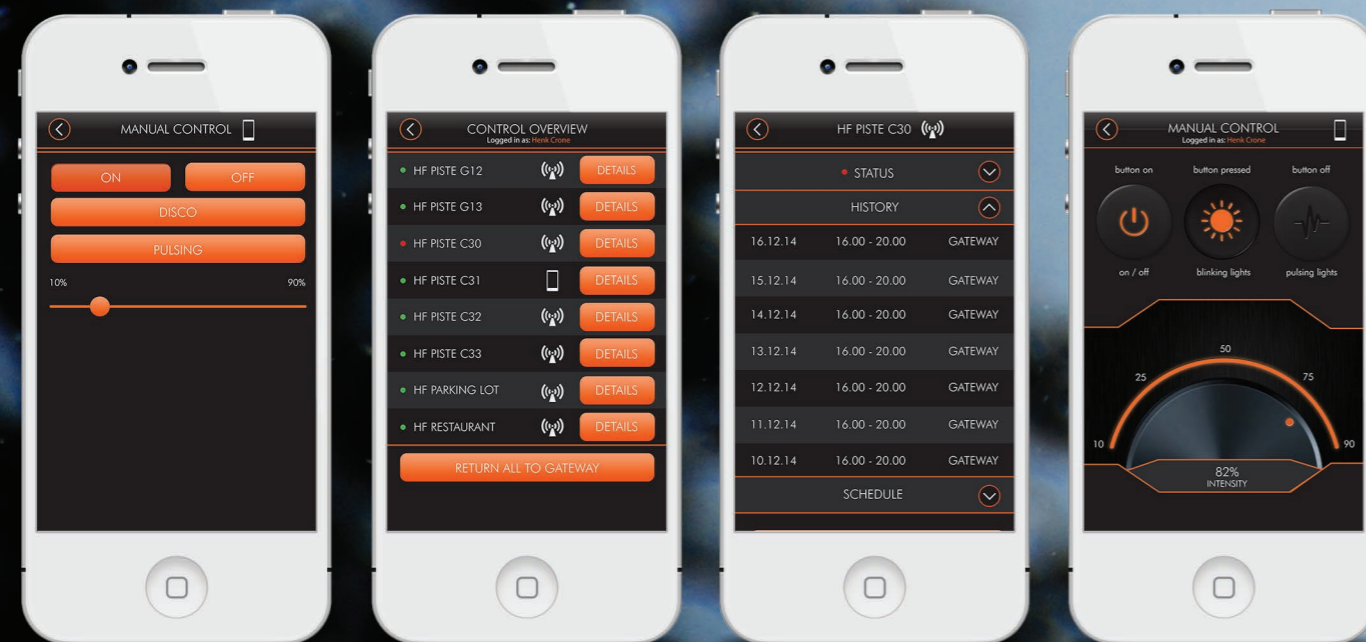 MANUAL CONTROL
ON OFF
DISCO
PULSING
10% 90%
CONTROL OVERVIEW
Logged in as: Henk Crone
HF PISTE G12 DETAILS
HF PISTE G13 DETAILS
HF PISTE C30 DETAILS
HF PISTE C31 DETAILS
HF PISTE C32 DETAILS
HF PISTE C33 DETAILS
HF PARKING LOT DETAILS
HF RESTAURANT DETAILS
RETURN ALL TO GATEWAY
HF PISTE C30
STATUS
HISTORY
16.12.14 16.00 - 20.00 GATEWAY
15.12.14 16.00 - 20.00 GATEWAY
14.12.14 16.00 - 20.00 GATEWAY
13.12.14 16.00 - 20.00 GATEWAY
12.12.14 16.00 - 20.00 GATEWAY
11.12.14 16.00 - 20.00 GATEWAY
10.12.14 16.00 - 20.00 GATEWAY
SCHEDULE
MANUAL CONTROL
Logged in as: Henk Crone
button on button pressed button off
on / off blinking lights pulsing lights
50
25 75
10 90
82%
INTENSITY